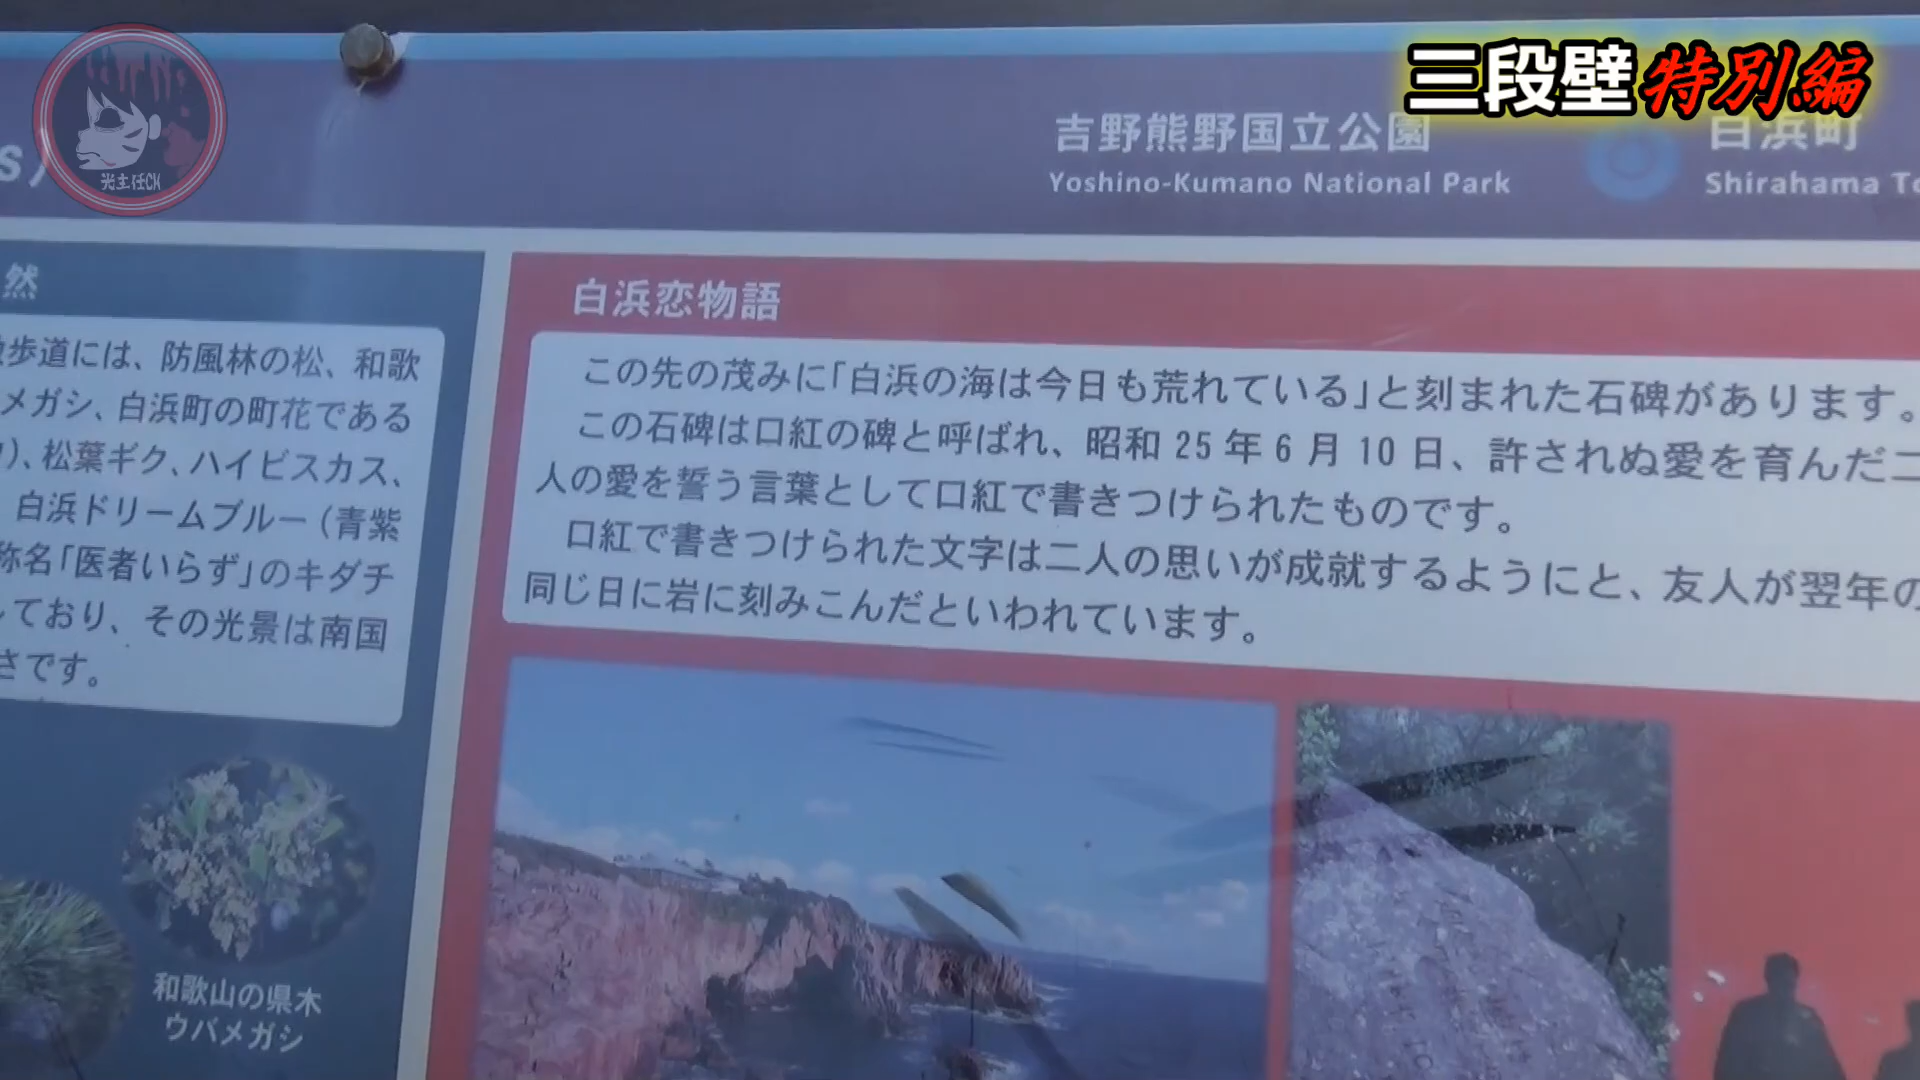 三段壁特別編
光主任CH
吉野熊野国立公園
Yoshino-Kumano National Park
白浜町
Shirahama
然
歩道には、防風林の松、和歌
メガシ、白浜町の町花である
、松葉ギク、ハイビスカス、
白浜ドリームブルー（青紫
称名「医者いらず」のキダチ
しており、その光景は南国
さです。
和歌山の県木
ウバメガシ
白浜恋物語
この先の茂みに「白浜の海は今日も荒れている」と刻まれた石碑があります。
この石碑は口紅の碑と呼ばれ、昭和25年6月10日、許されぬ愛を育んだ二
人の愛を誓う言葉として口紅で書きつけられたものです。
口紅で書きつけられた文字は二人の思いが成就するようにと、友人が翌年の
同じ日に岩に刻みこんだといわれています。